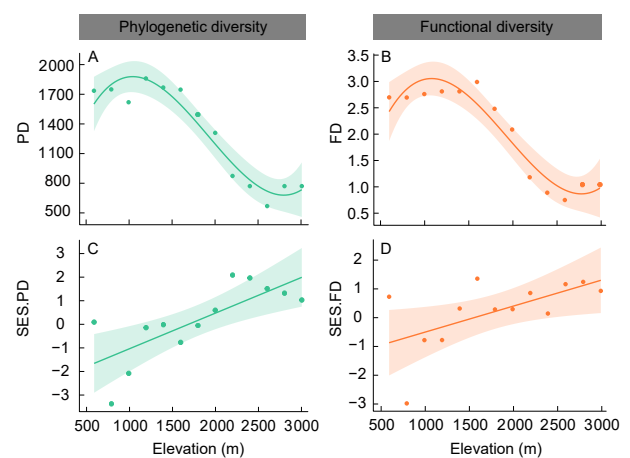 Phylogenetic diversity
Functional diversity
A
PD
2000
1700
1400
1100
800
500
B
FD
3.5
3.0
2.5
2.0
1.5
1.0
0.5
C
SES.PD
3
2
1
0
−1
−2
−3
500 1000 1500 2000 2500 3000
Elevation (m)
D
SES.FD
2
1
0
−1
−2
−3
500 1000 1500 2000 2500 3000
Elevation (m)